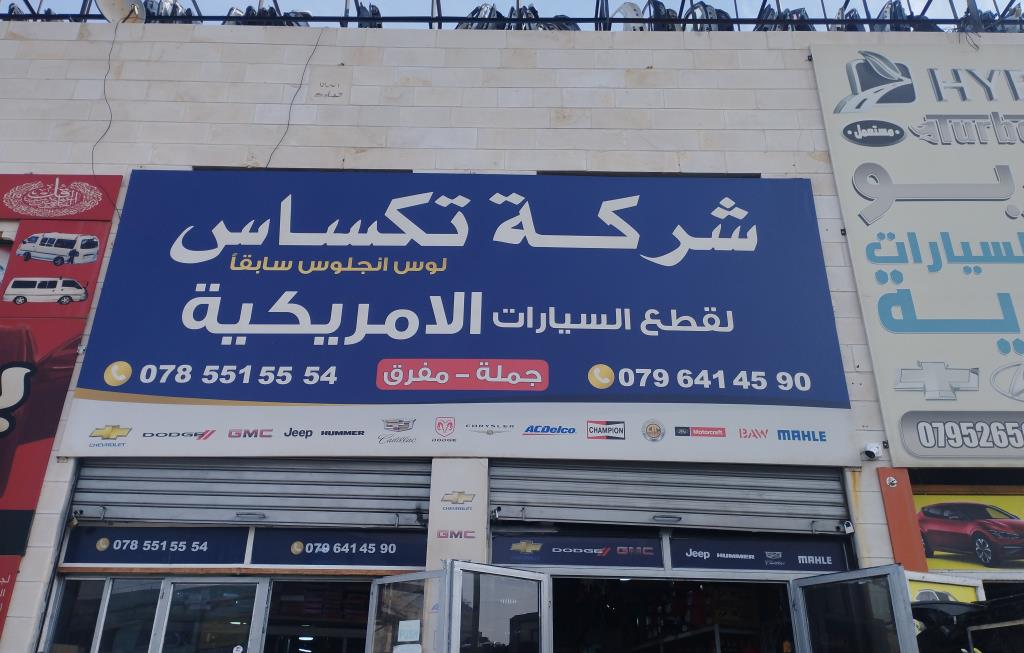 شركة تكساس
لوس انجلوس سابقاً
لقطع السيارات الامريكية
078 551 55 54
جملة - مفرق
079 641 45 90
CHEVROLET
DODGE
GMC
Jeep
HUMMER
Cadillac
DODGE
CHRYSLER
ACDelco
CHAMPION
Motorcraft
BAW
MAHLE
078 551 55 54
079 641 45 90
CHEVROLET
GMC
DODGE
GMC
Jeep
HUMMER
MAHLE
مستعمل
السيارات